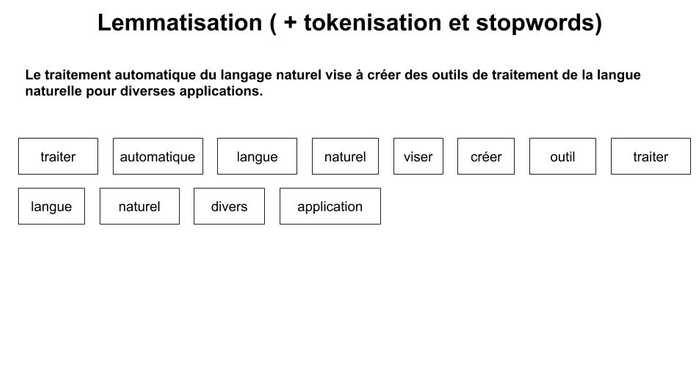 Lemmatisation ( + tokenisation et stopwords)
Le traitement automatique du langage naturel vise à créer des outils de traitement de la langue
naturelle pour diverses applications.
traiter automatique langue naturel viser créer outil traiter
langue naturel divers application